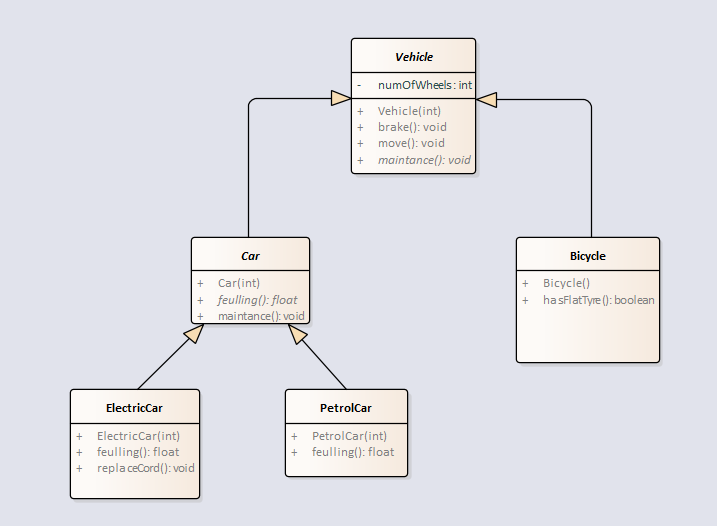 Vehicle
- numOfWheels: int
+ Vehicle(int)
+ brake(): void
+ move(): void
+ maintance(): void
Car
+ Car(int)
+ feulling(): float
+ maintance(): void
Bicycle
+ Bicycle()
+ hasFlatTyre(): boolean
ElectricCar
+ ElectricCar(int)
+ feulling(): float
+ replaceCord(): void
PetrolCar
+ PetrolCar(int)
+ feulling(): float